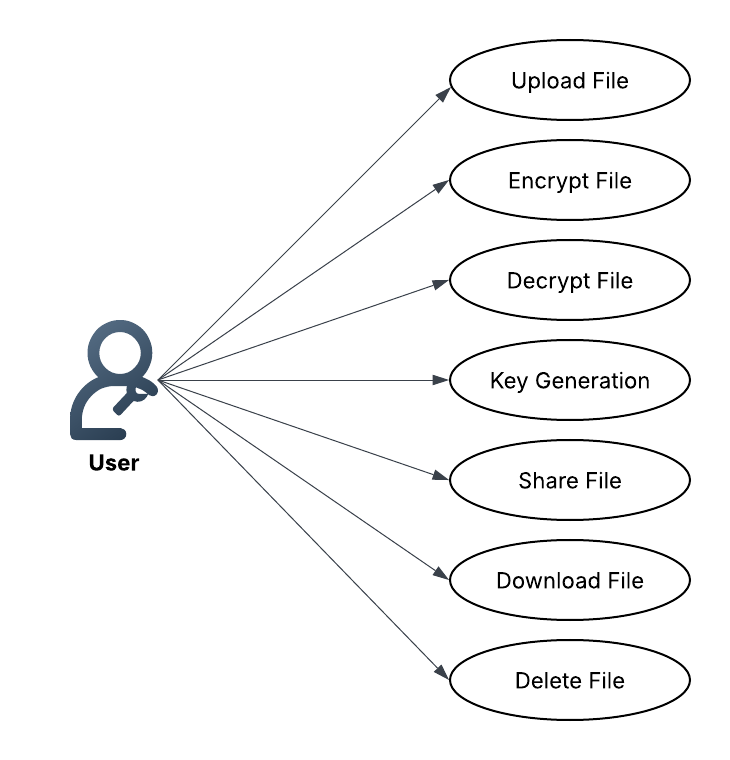 Upload File
Encrypt File
Decrypt File
Key Generation
User
Share File
Download File
Delete File